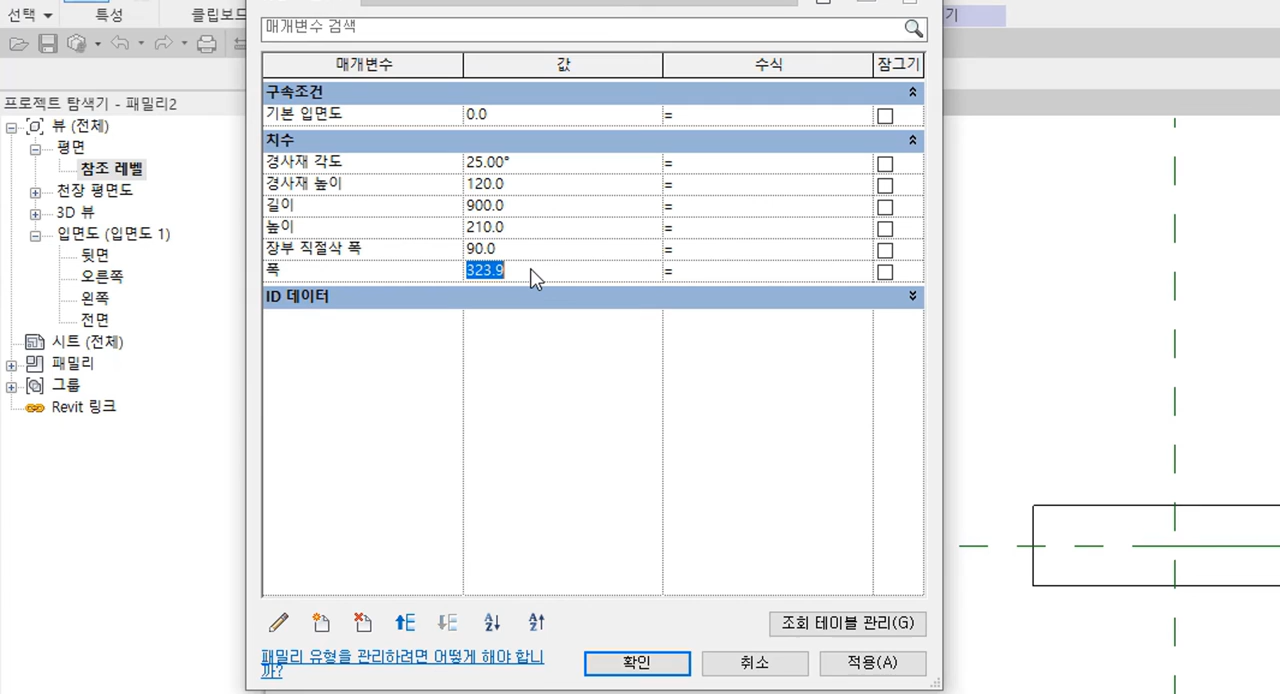 선택 특성 클립보드 기
매개변수 검색
매개변수 값 수식 잠그기
구속조건
기본 입면도 0.0 =
치수
경사재 각도 25.00° =
경사재 높이 120.0 =
길이 900.0 =
높이 210.0 =
장부 직절삭 폭 90.0 =
폭 323.9 =
ID 데이터
프로젝트 탐색기 - 패밀리2
뷰 (전체)
평면
참조 레벨
천장 평면도
3D 뷰
입면도 (입면도 1)
뒷면
오른쪽
왼쪽
전면
시트 (전체)
패밀리
그룹
Revit 링크
조회 테이블 관리(G)
패밀리 유형을 관리하려면 어떻게 해야 합니
까?
확인 취소 적용(A)